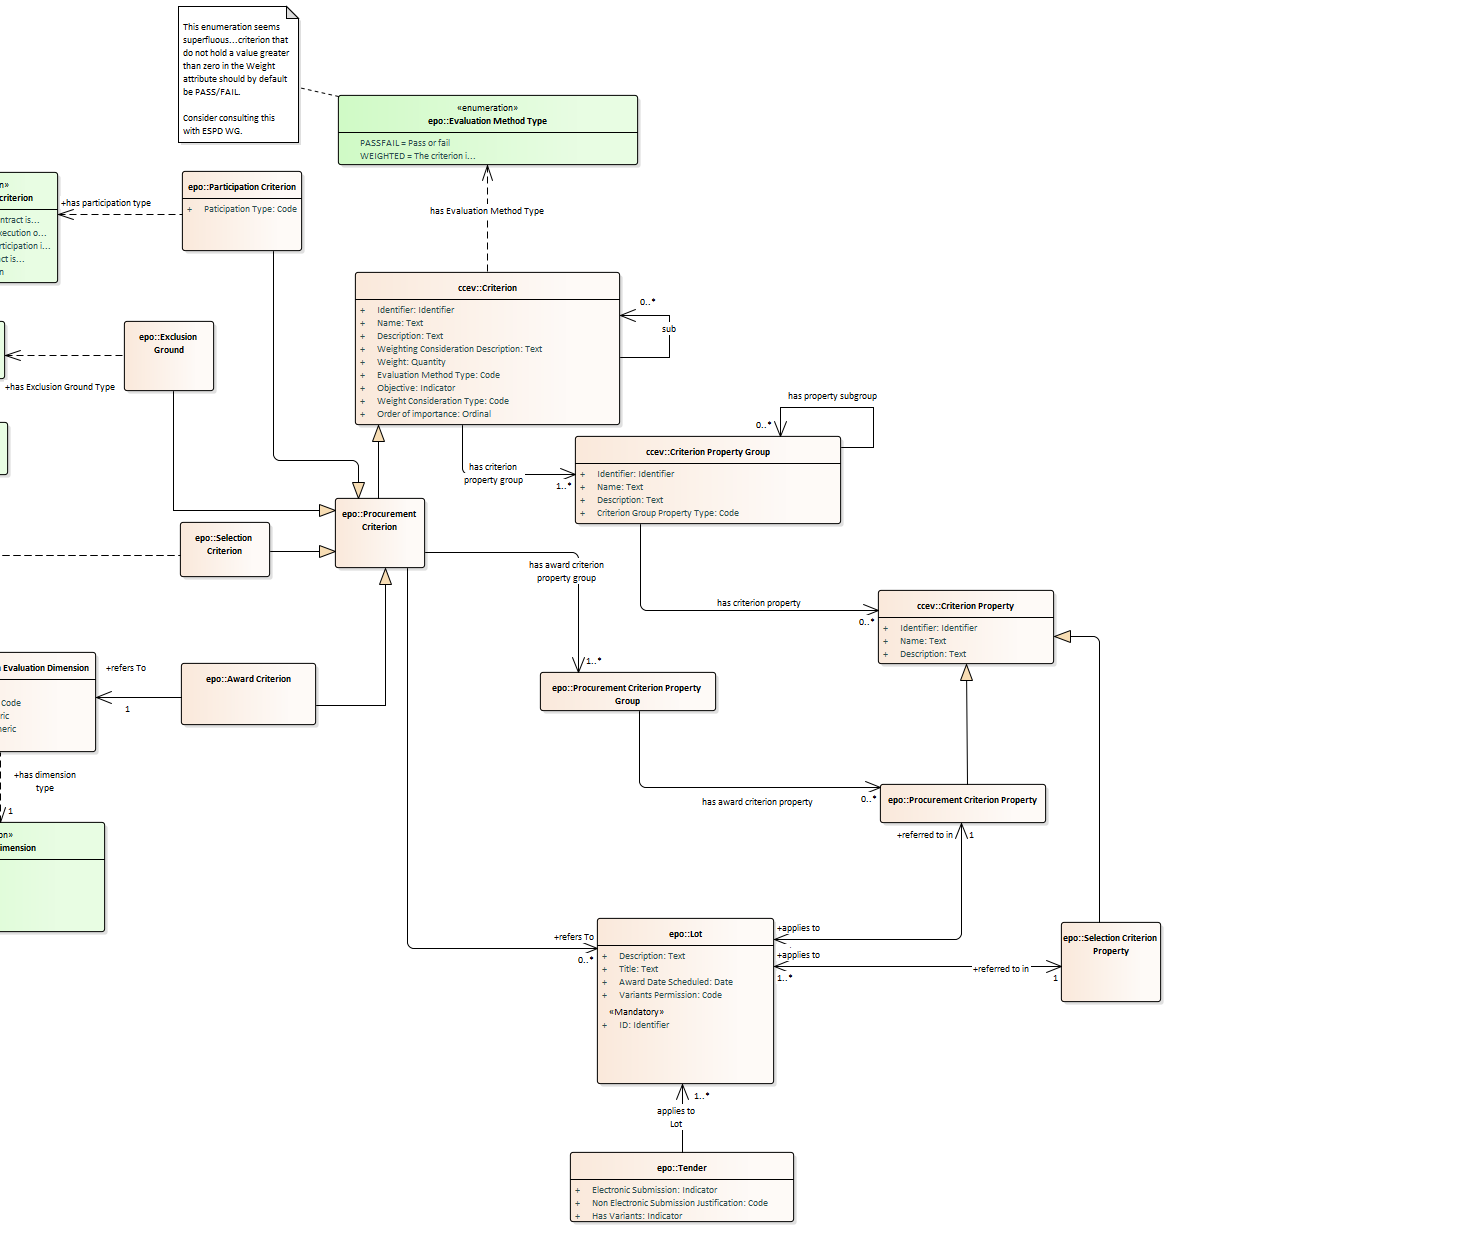 This enumeration seems
superfluous...criterion that
do not hold a value greater
than zero in the Weight
attribute should by default
be PASS/FAIL.
Consider consulting this
with ESPD WG.
«enumeration»
epo::Evaluation Method Type
PASSFAIL = Pass or fail
WEIGHTED = The criterion i...
has Evaluation Method Type
n»
criterion
ntract is...
xecution o...
rticipation i...
ct is...
n
+has participation type
epo::Participation Criterion
+ Paticipation Type: Code
ccev::Criterion
+ Identifier: Identifier
+ Name: Text
+ Description: Text
+ Weighting Consideration Description: Text
+ Weight: Quantity
+ Evaluation Method Type: Code
+ Objective: Indicator
+ Weight Consideration Type: Code
+ Order of importance: Ordinal
0..*
sub
epo::Exclusion
Ground
+has Exclusion Ground Type
has property subgroup
0..*
ccev::Criterion Property Group
+ Identifier: Identifier
+ Name: Text
+ Description: Text
+ Criterion Group Property Type: Code
has criterion
property group
1..*
epo::Procurement
Criterion
epo::Selection
Criterion
has award criterion
property group
1..*
has criterion property
0..*
ccev::Criterion Property
+ Identifier: Identifier
+ Name: Text
+ Description: Text
Evaluation Dimension
Code
ric
neric
+refers To
1
epo::Award Criterion
epo::Procurement Criterion Property
Group
+has dimension
type
1
on»
imension
has award criterion property
0..*
epo::Procurement Criterion Property
+referred to in
1
+refers To
0..*
epo::Lot
+ Description: Text
+ Title: Text
+ Award Date Scheduled: Date
+ Variants Permission: Code
«Mandatory»
+ ID: Identifier
+applies to
+applies to
1..*
+referred to in
1
epo::Selection Criterion
Property
1..*
applies to
Lot
epo::Tender
+ Electronic Submission: Indicator
+ Non Electronic Submission Justification: Code
+ Has Variants: Indicator